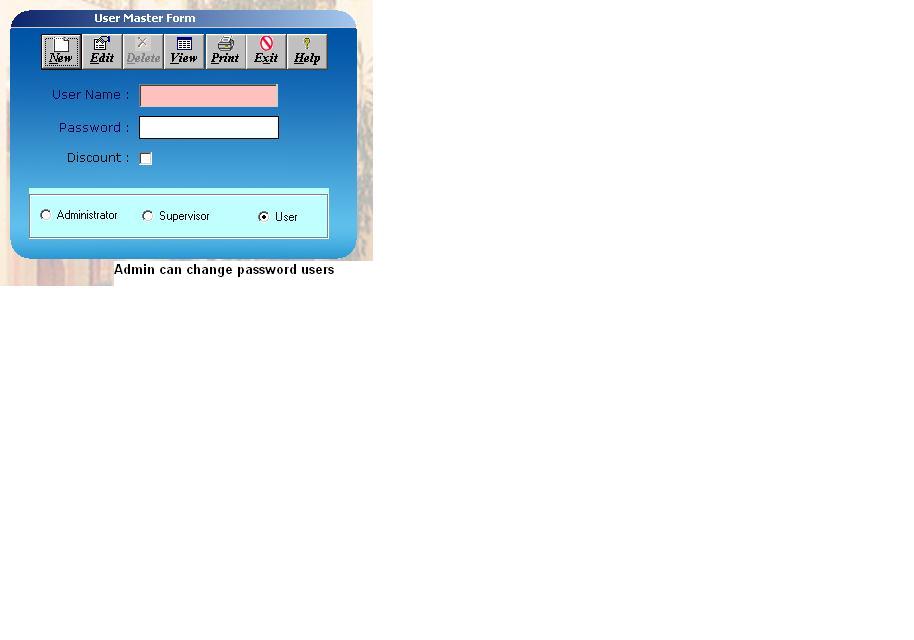 User Master Form
New Edit Delete View Print Exit Help
User Name :
Password :
Discount :
Administrator Supervisor User
Admin can change password users